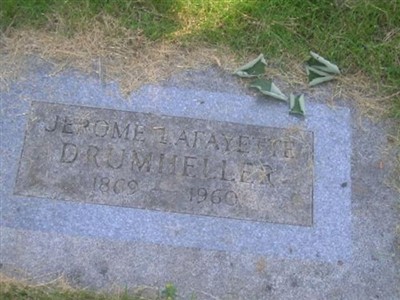 JEROME LAFAYETTE
DRUMHELLER
1869 - 1960